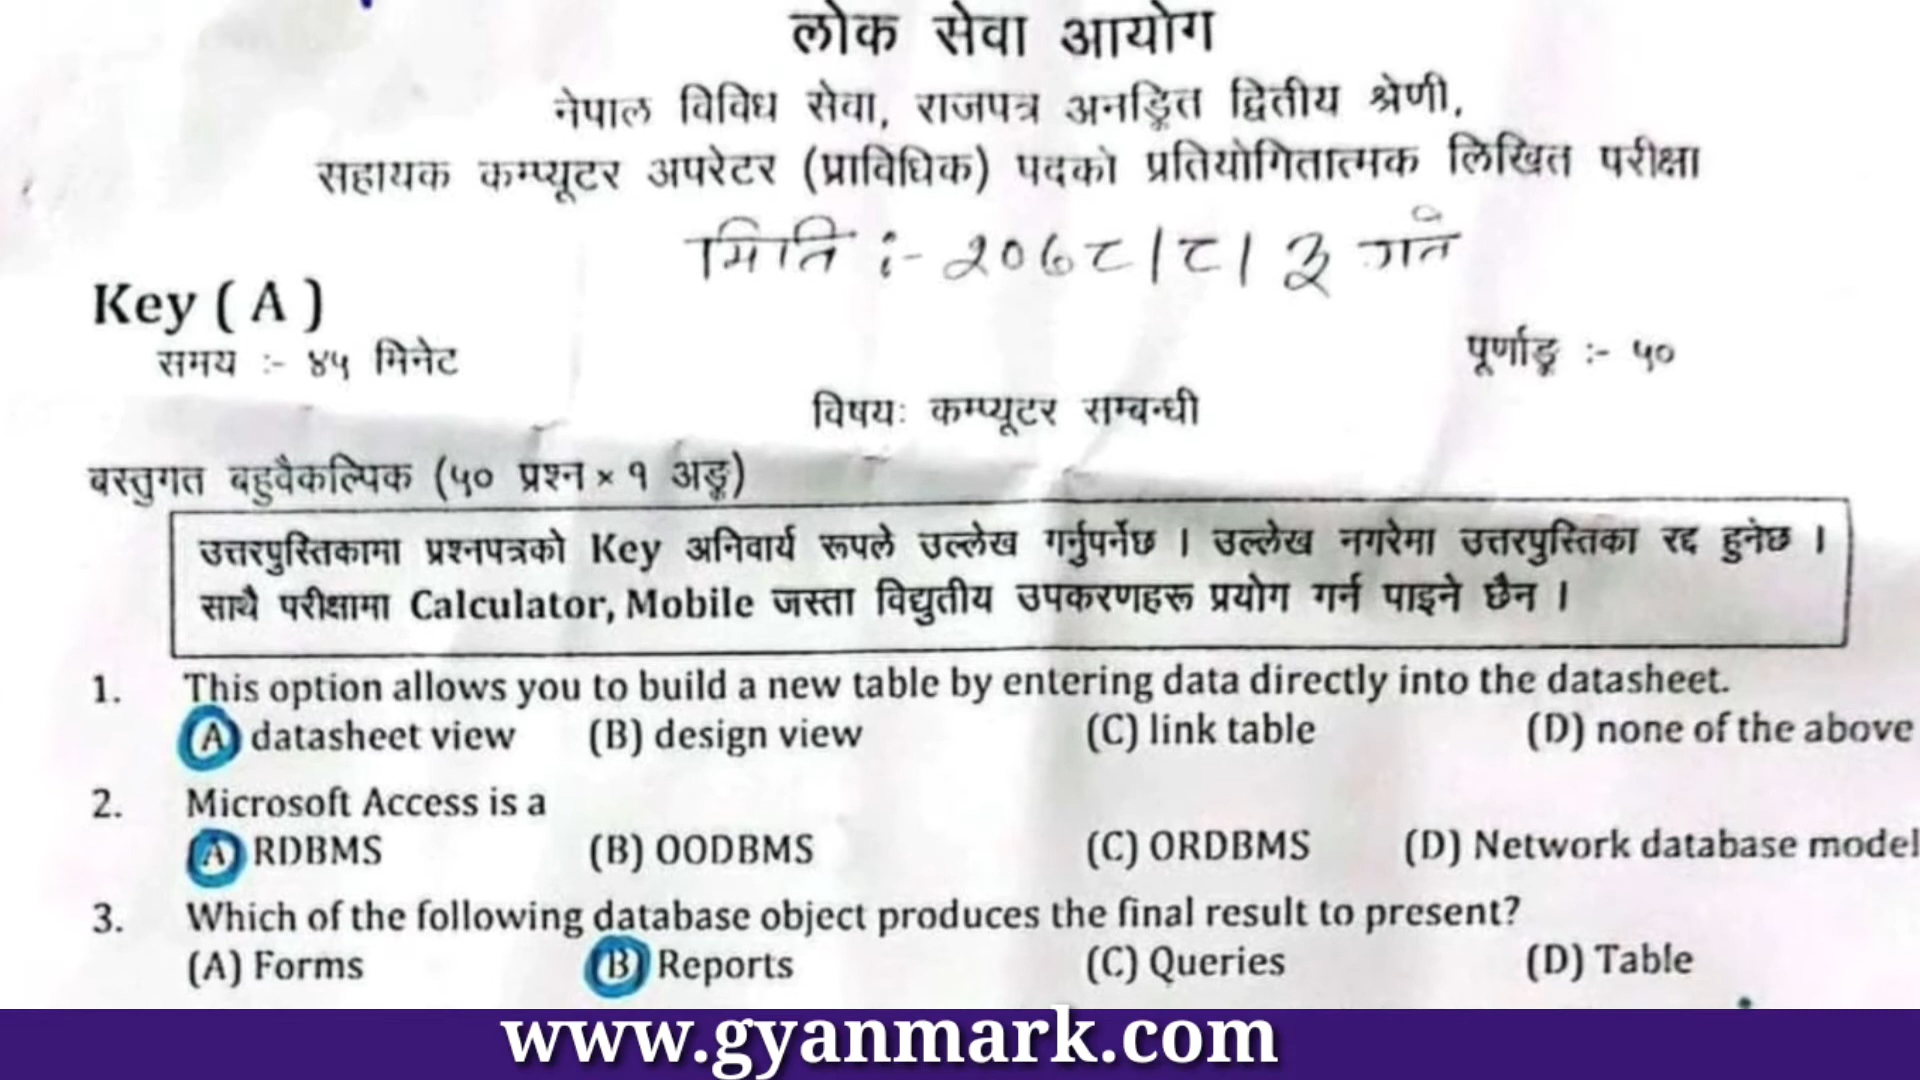 लोक सेवा आयोग
नेपाल विविध सेवा, राजपत्र अनङ्कित द्वितीय श्रेणी,
सहायक कम्प्यूटर अपरेटर (प्राविधिक) पदको प्रतियोगितात्मक लिखित परीक्षा
मिति :- २०७८।८।३ गते
Key ( A )
समय :- ४५ मिनेट पूर्णाङ्क :- ५०
विषयः कम्प्यूटर सम्बन्धी
बस्तुगत बहुवैकल्पिक (५० प्रश्न × १ अङ्क)
उत्तरपुस्तिकामा प्रश्नपत्रको Key अनिवार्य रूपले उल्लेख गर्नुपर्नेछ । उल्लेख नगरेमा उत्तरपुस्तिका रद्द हुनेछ ।
साथै परीक्षामा Calculator, Mobile जस्ता विद्युतीय उपकरणहरू प्रयोग गर्न पाइने छैन ।
1. This option allows you to build a new table by entering data directly into the datasheet.
(A) datasheet view (B) design view (C) link table (D) none of the above
2. Microsoft Access is a
(A) RDBMS (B) OODBMS (C) ORDBMS (D) Network database model
3. Which of the following database object produces the final result to present?
(A) Forms (B) Reports (C) Queries (D) Table
www.gyanmark.com